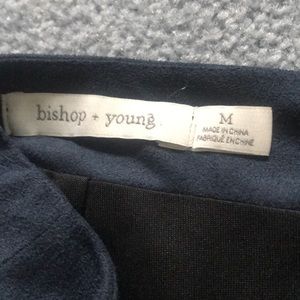 bishop + young
M
MADE IN CHINA
FABRIQUÉ EN CHINE